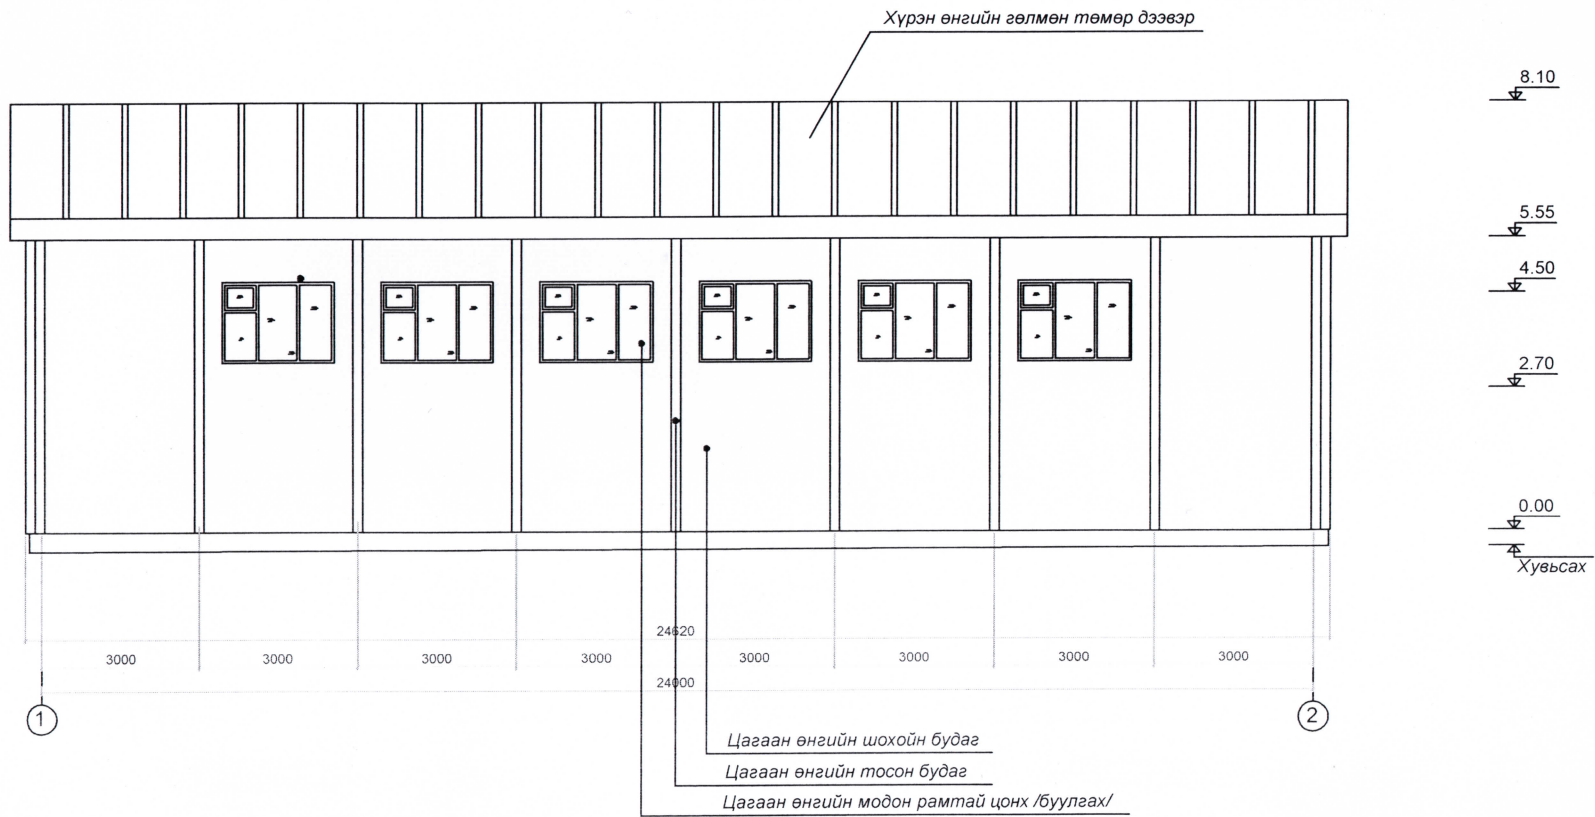 Хүрэн өнгийн гөлмөн төмөр дээвэр
8.10
5.55
4.50
2.70
0.00
Хувьсах
24620
3000 3000 3000 3000 3000 3000 3000 3000
24000
1 2
Цагаан өнгийн шохойн будаг
Цагаан өнгийн тосон будаг
Цагаан өнгийн модон рамтай цонх /буулгах/